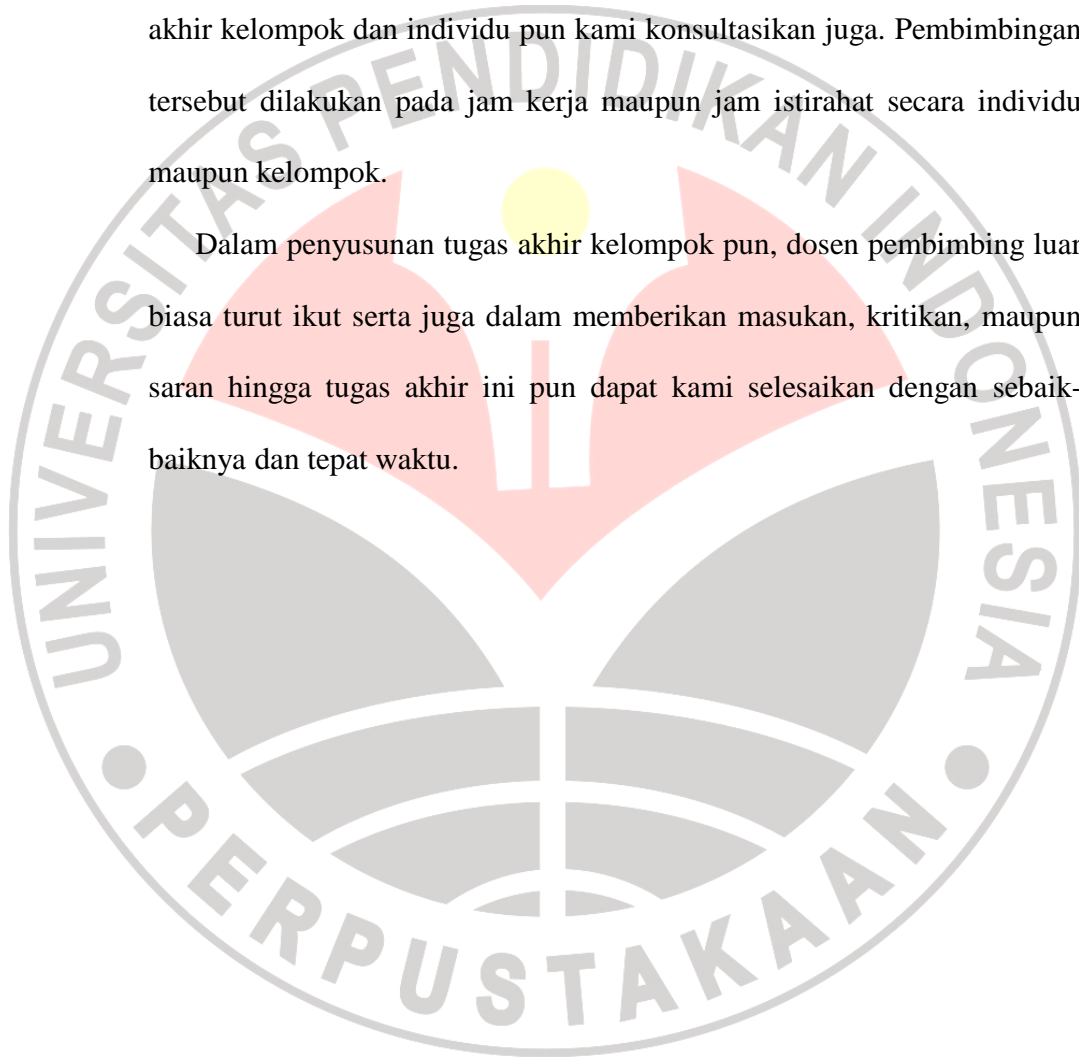 akhir kelompok dan individu pun kami konsultasikan juga. Pembimbingan
tersebut dilakukan pada jam kerja maupun jam istirahat secara individu
maupun kelompok.
Dalam penyusunan tugas akhir kelompok pun, dosen pembimbing luar
biasa turut ikut serta juga dalam memberikan masukan, kritikan, maupun
saran hingga tugas akhir ini pun dapat kami selesaikan dengan sebaik-
baiknya dan tepat waktu.
UNIVERSITAS PENDIDIKAN INDONESIA
PERPUSTAKAAN